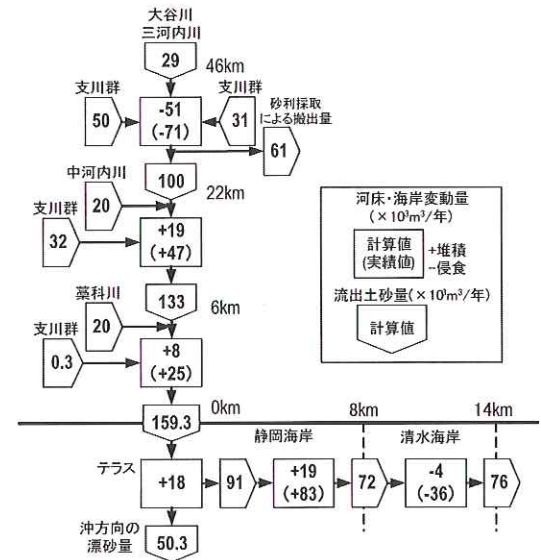 大谷川
三河内川
29
46km
支川群
50
-51
(-71)
支川群
31
砂利採取
による搬出量
61
100
22km
中河内川
20
支川群
32
+19
(+47)
133
6km
藁科川
20
支川群
0.3
+8
(+25)
159.3
0km
河床・海岸変動量
(×10³m³/年)
計算値
(実績値)
+堆積
-侵食
流出土砂量(×10³m³/年)
計算値
8km
14km
静岡海岸
清水海岸
テラス
+18
91
+19
(+83)
72
-4
(-36)
76
沖方向の
漂砂量
50.3